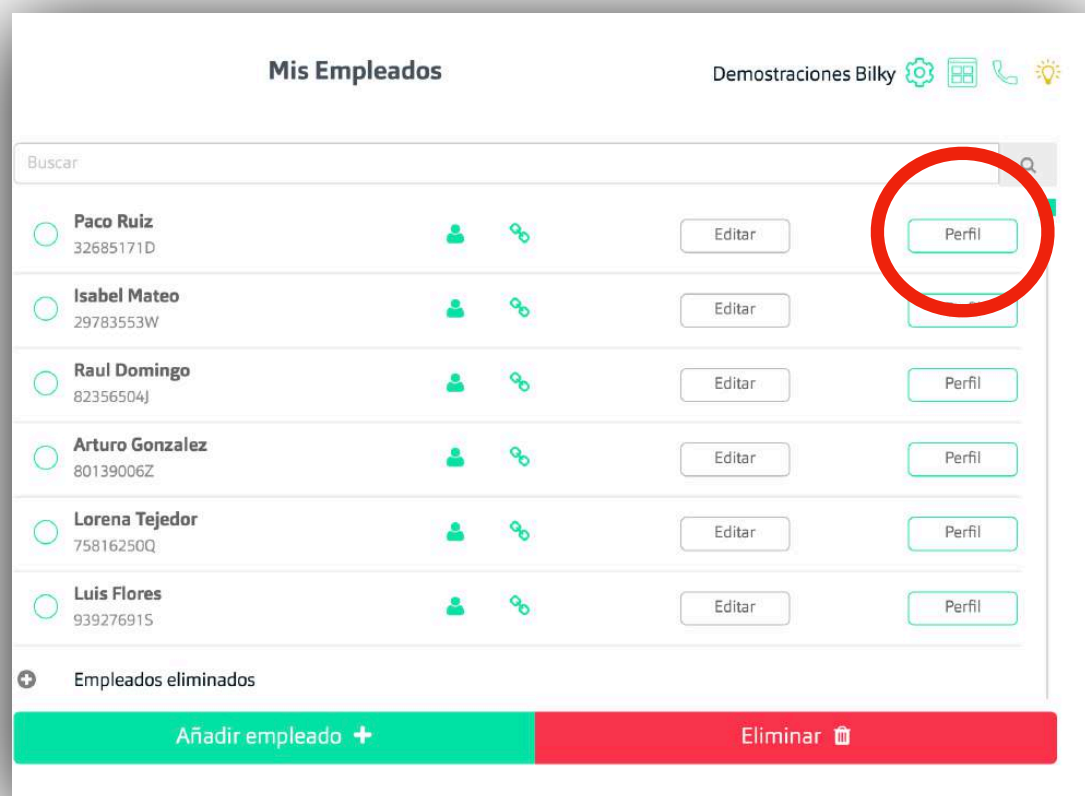 Mis Empleados
Demostraciones Bilky
Buscar
Paco Ruiz
32685171D
Editar
Perfil
Isabel Mateo
29783553W
Editar
Raul Domingo
82356504J
Editar
Perfil
Arturo Gonzalez
80139006Z
Editar
Perfil
Lorena Tejedor
75816250Q
Editar
Perfil
Luis Flores
93927691S
Editar
Perfil
Empleados eliminados
Añadir empleado
Eliminar